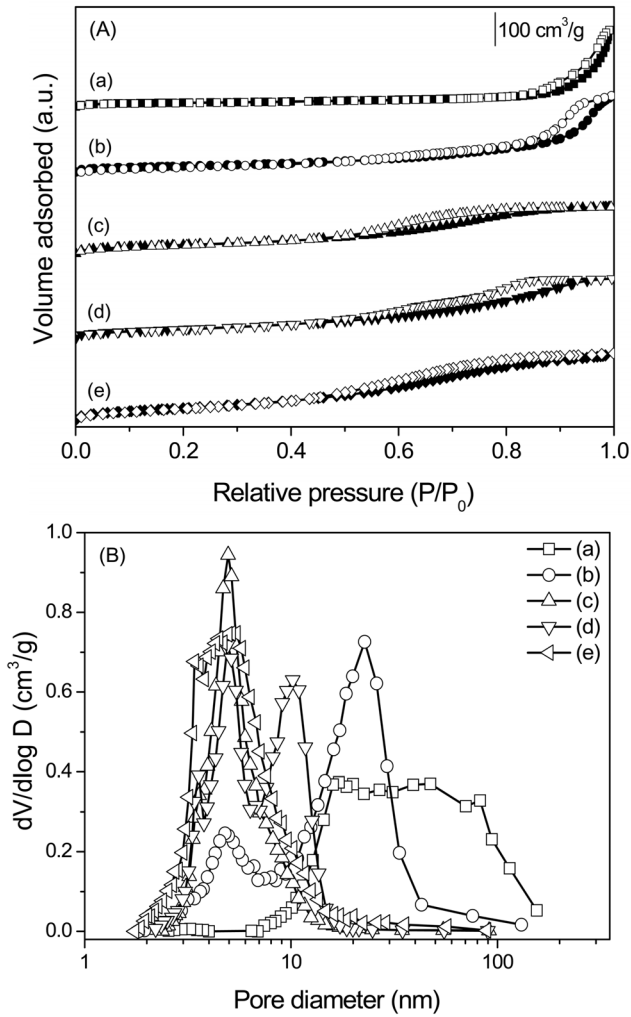 (A)
100 cm³/g
(a)
(b)
(c)
(d)
(e)
Volume adsorbed (a.u.)
0.0 0.2 0.4 0.6 0.8 1.0
Relative pressure (P/P₀)
(B)
(a)
(b)
(c)
(d)
(e)
1.0
0.8
0.6
0.4
0.2
0.0
dV/dlog D (cm³/g)
1 10 100
Pore diameter (nm)